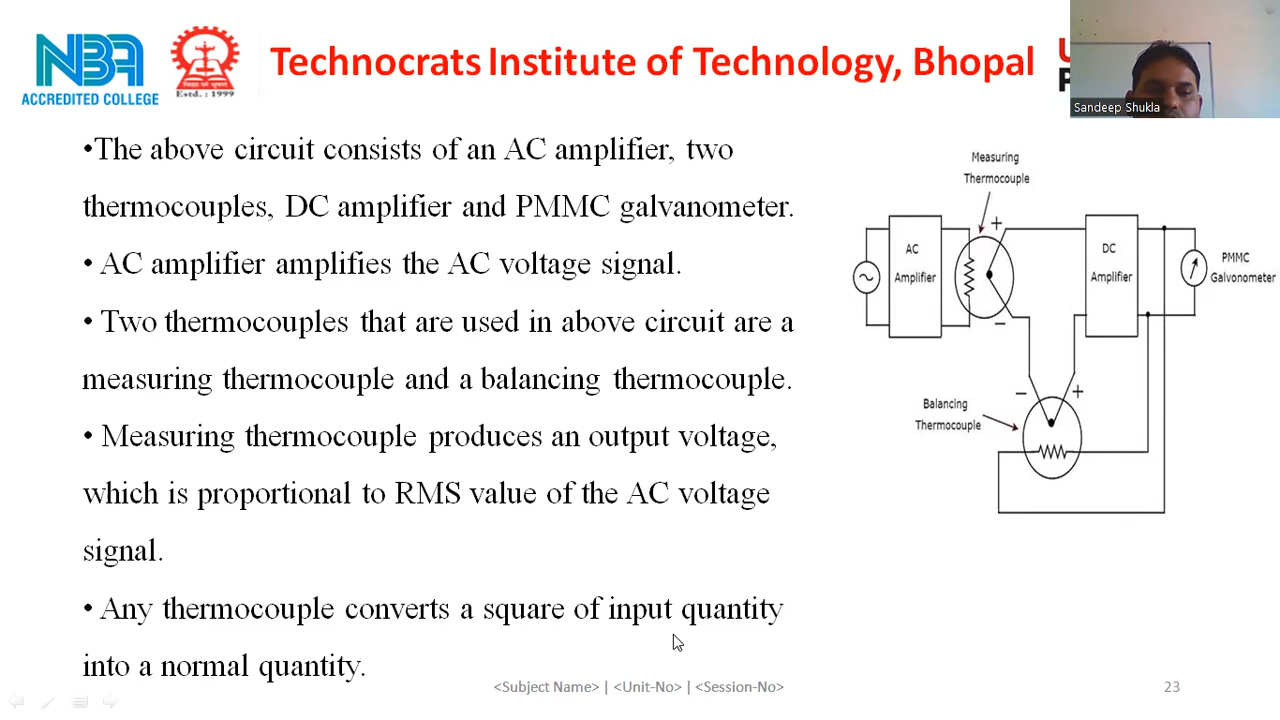 NBA
ACCREDITED COLLEGE
Estd. : 1999
Technocrats Institute of Technology, Bhopal
Sandeep Shukla
•The above circuit consists of an AC amplifier, two
thermocouples, DC amplifier and PMMC galvanometer.
• AC amplifier amplifies the AC voltage signal.
• Two thermocouples that are used in above circuit are a
measuring thermocouple and a balancing thermocouple.
• Measuring thermocouple produces an output voltage,
which is proportional to RMS value of the AC voltage
signal.
• Any thermocouple converts a square of input quantity
into a normal quantity.
Measuring
Thermocouple
+
AC
Amplifier
−
DC
Amplifier
PMMC
Galvonometer
−
+
Balancing
Thermocouple
<Subject Name> | <Unit-No> | <Session-No>
23